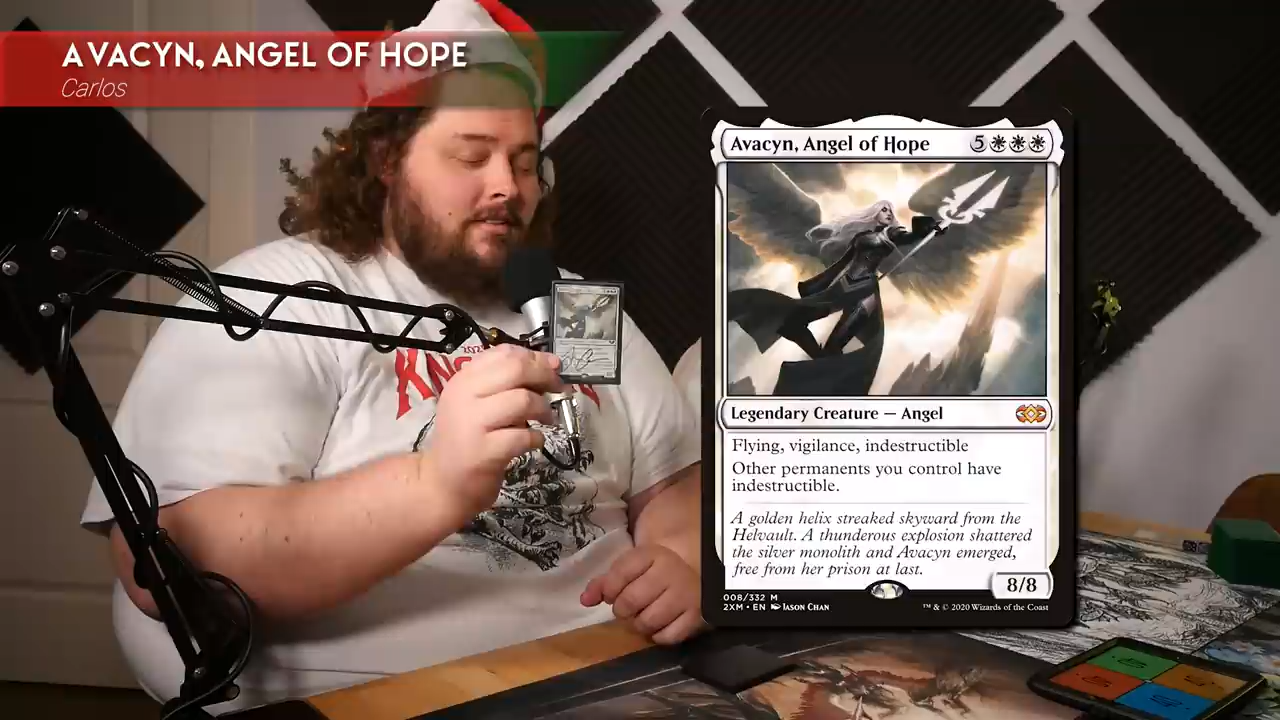 AVACYN, ANGEL OF HOPE
Carlos
Avacyn, Angel of Hope 5
Legendary Creature — Angel
Flying, vigilance, indestructible
Other permanents you control have
indestructible.
A golden helix streaked skyward from the
Helvault. A thunderous explosion shattered
the silver monolith and Avacyn emerged,
free from her prison at last.
8/8
008/332 M
2XM • EN Jason Chan
™ & © 2020 Wizards of the Coast